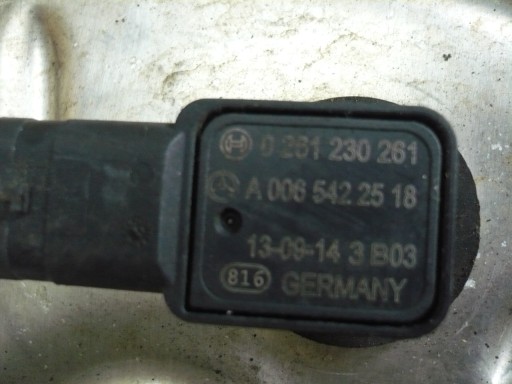 0 261 230 261
A 006 542 25 18
13-09-14 3 B03
816 GERMANY